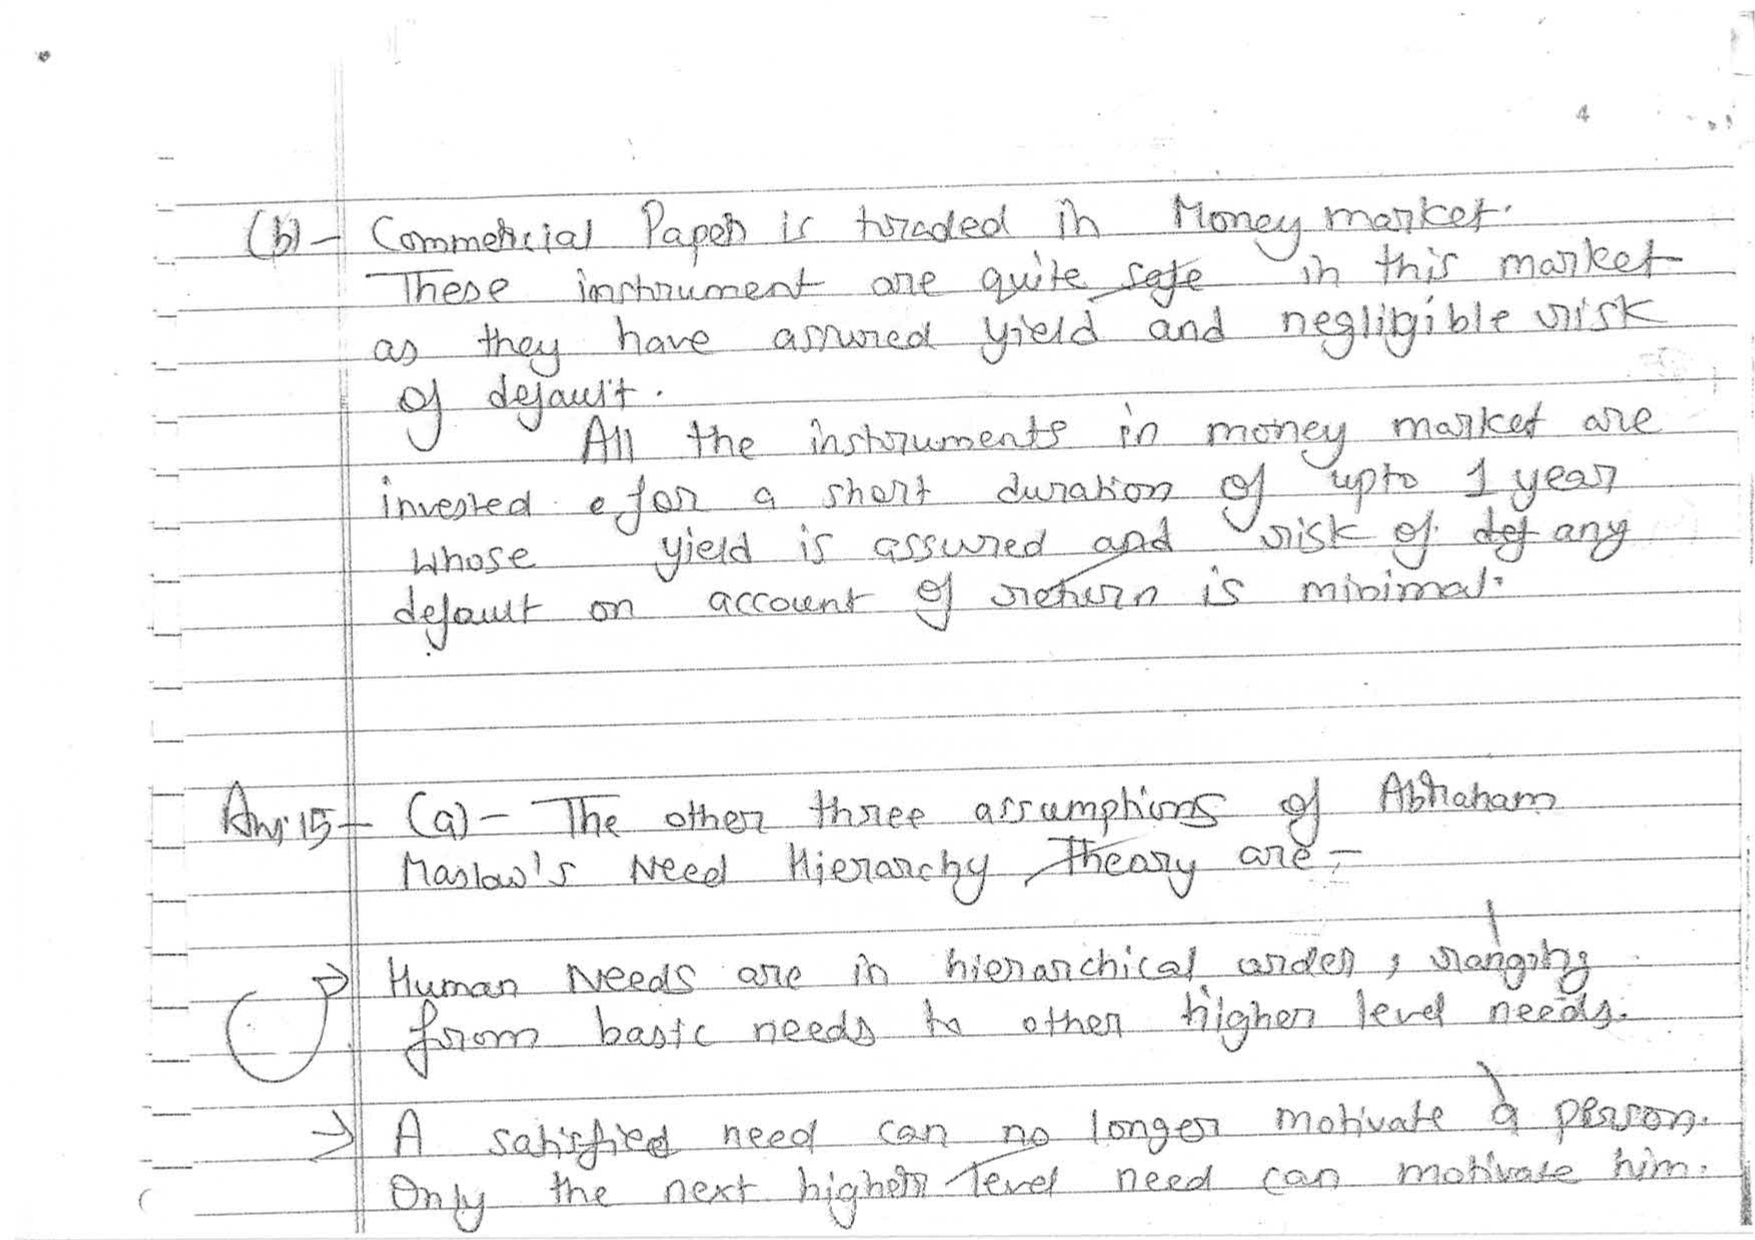 4
(b) - Commercial Paper is traded in Money market.
These instrument are quite safe in this market
as they have assured yield and negligible risk
of default.
All the instruments in money market are
invested for a short duration of upto 1 year
whose yield is assured and risk of def any
default on account of return is minimal.
Ans 15 - (a) - The other three assumptions of Abraham
Maslow's Need Hierarchy Theory are -
→ Human Needs are in hierarchical order, ranging
from basic needs to other higher level needs.
→ A satisfied need can no longer motivate a person.
Only the next higher level need can motivate him.